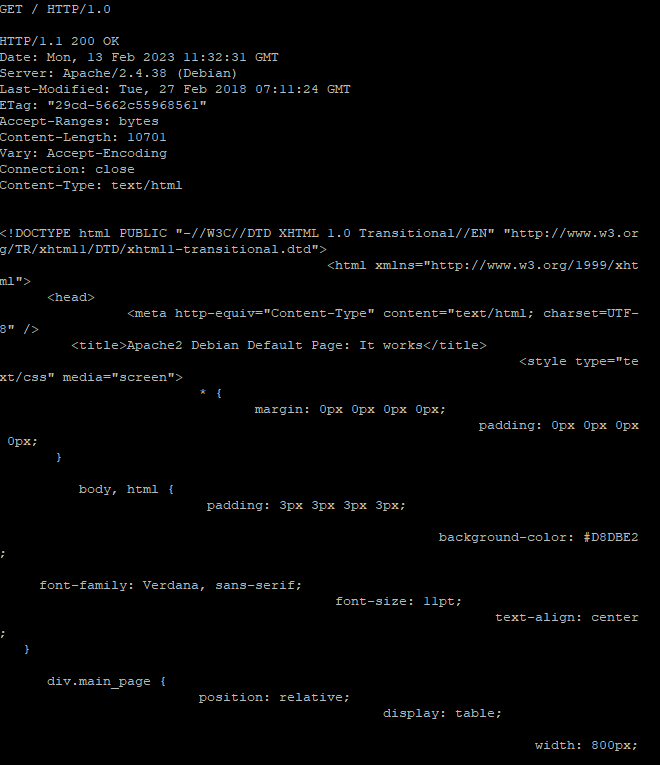 GET / HTTP/1.0
HTTP/1.1 200 OK
Date: Mon, 13 Feb 2023 11:32:31 GMT
Server: Apache/2.4.38 (Debian)
Last-Modified: Tue, 27 Feb 2018 07:11:24 GMT
ETag: "29cd-5662c55968561"
Accept-Ranges: bytes
Content-Length: 10701
Vary: Accept-Encoding
Connection: close
Content-Type: text/html
<!DOCTYPE html PUBLIC "-//W3C//DTD XHTML 1.0 Transitional//EN" "http://www.w3.or
g/TR/xhtml1/DTD/xhtml1-transitional.dtd">
<html xmlns="http://www.w3.org/1999/xht
ml">
<head>
<meta http-equiv="Content-Type" content="text/html; charset=UTF-
8" />
<title>Apache2 Debian Default Page: It works</title>
<style type="te
xt/css" media="screen">
* {
margin: 0px 0px 0px 0px;
padding: 0px 0px 0px
0px;
}
body, html {
padding: 3px 3px 3px 3px;
background-color: #D8DBE2
;
font-family: Verdana, sans-serif;
font-size: 11pt;
text-align: center
;
}
div.main_page {
position: relative;
display: table;
width: 800px;